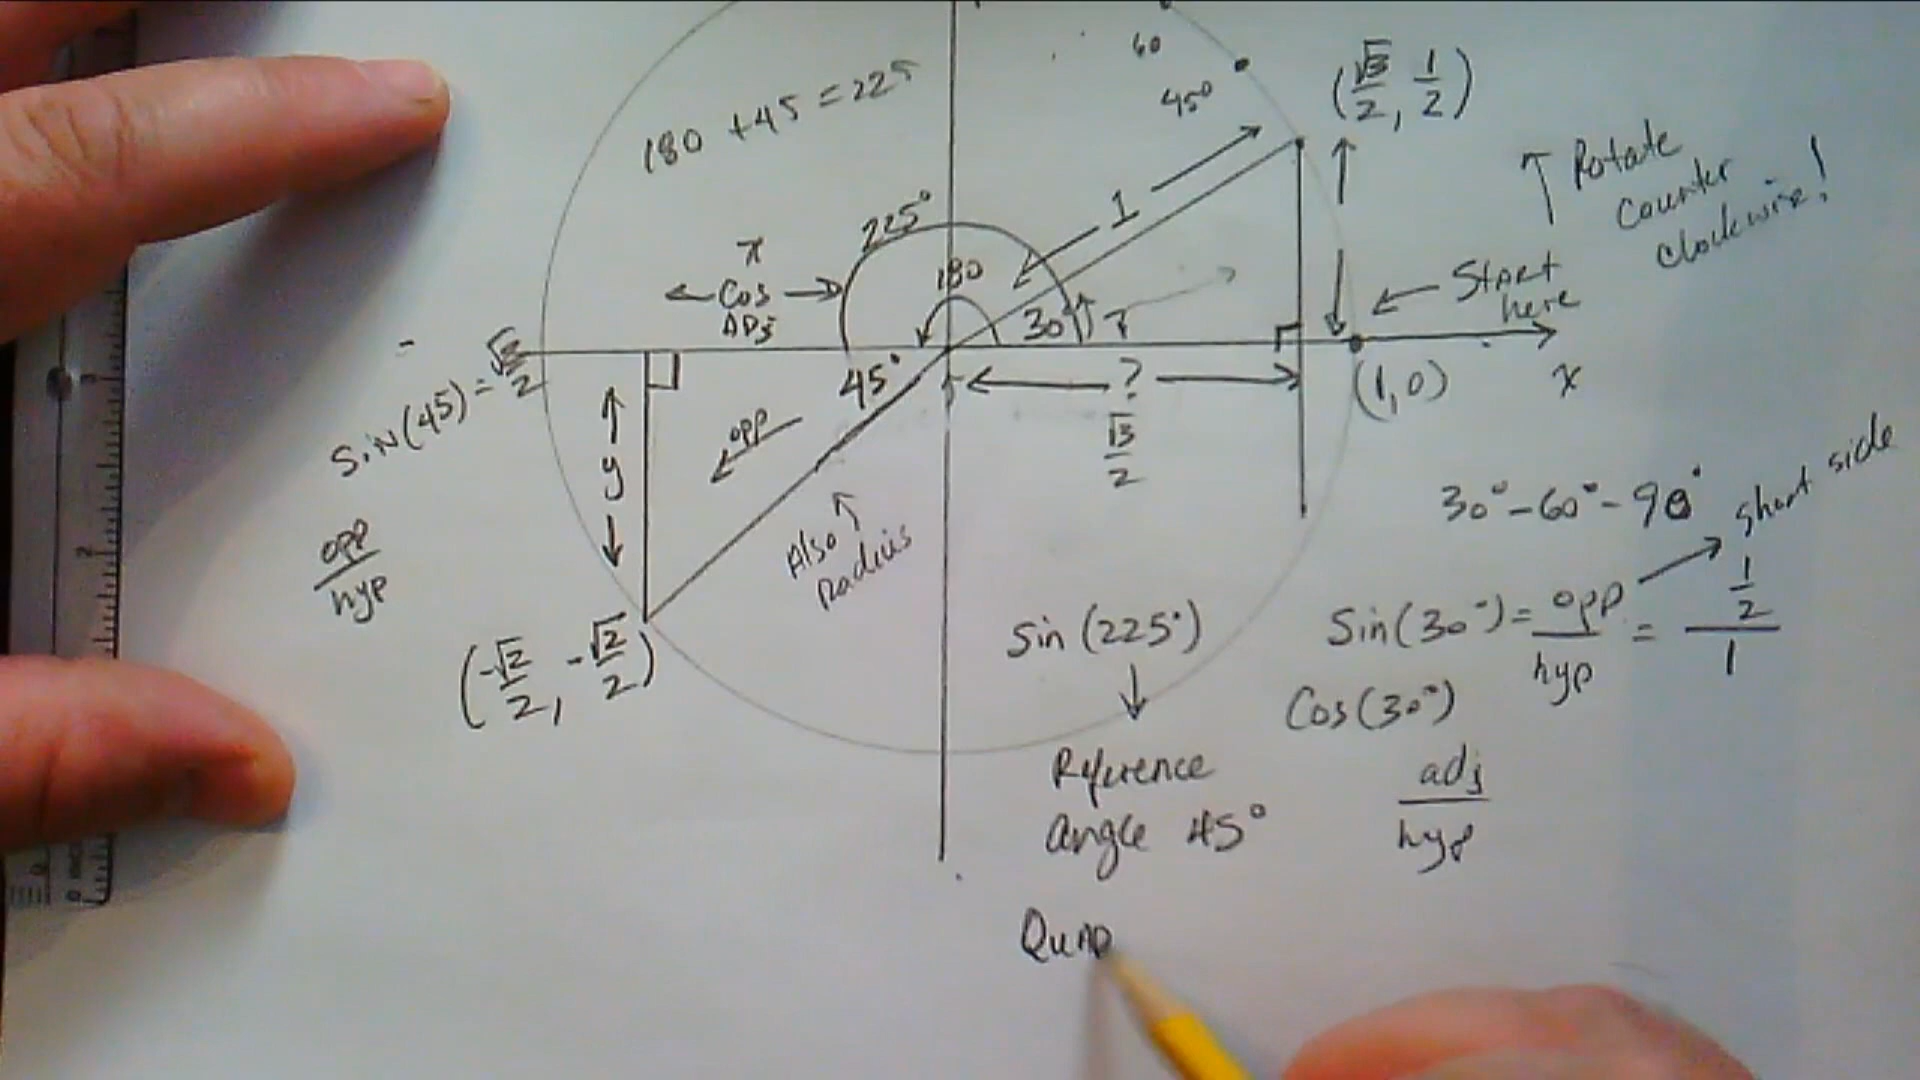 180 + 45 = 225
60
45°
(√3/2, 1/2)
Rotate
Counter
clockwise!
Start
here
225°
180
1
30°
x
Cos
ADJ
45°
?
√3/2
(1,0)
x
Sin(45) =
opp
hyp
y
opp
Also
Radius
(-√2/2, -√2/2)
30° - 60° - 90°
short side
Sin (225°)
Sin(30°) = opp/hyp = 1/2 / 1
Cos(30°)
adj
hyp
Reference
angle 45°
Quad